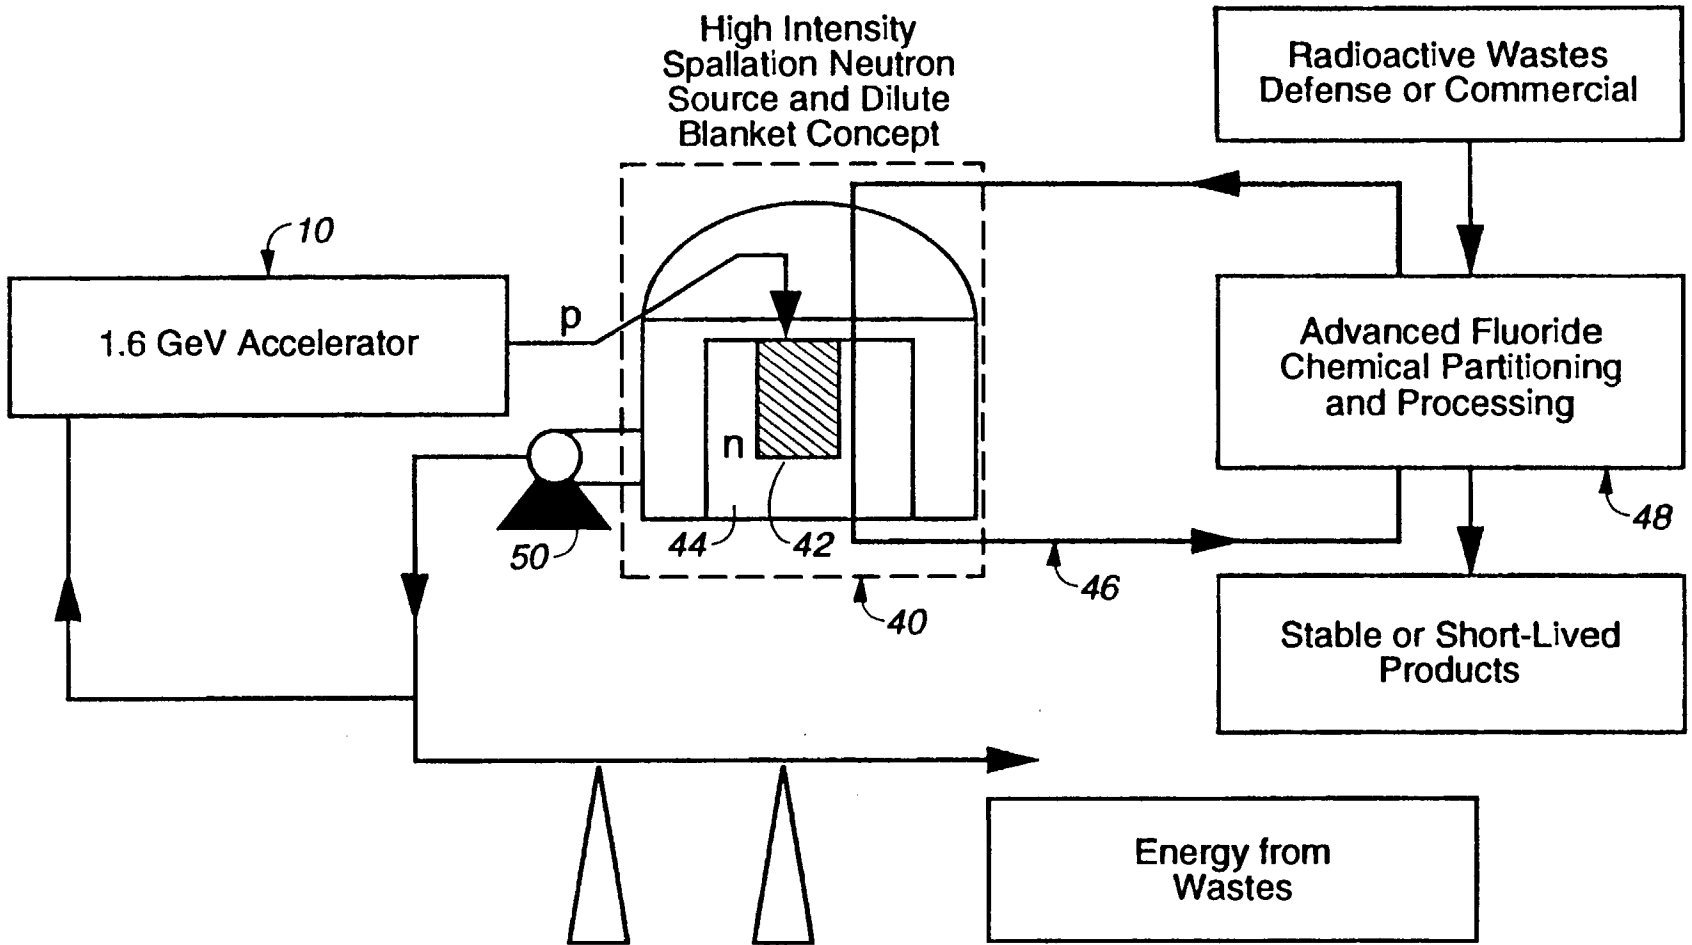 High Intensity
Spallation Neutron
Source and Dilute
Blanket Concept
Radioactive Wastes
Defense or Commercial
10
1.6 GeV Accelerator
p
n
Advanced Fluoride
Chemical Partitioning
and Processing
48
50
44
42
46
40
Stable or Short-Lived
Products
Energy from
Wastes